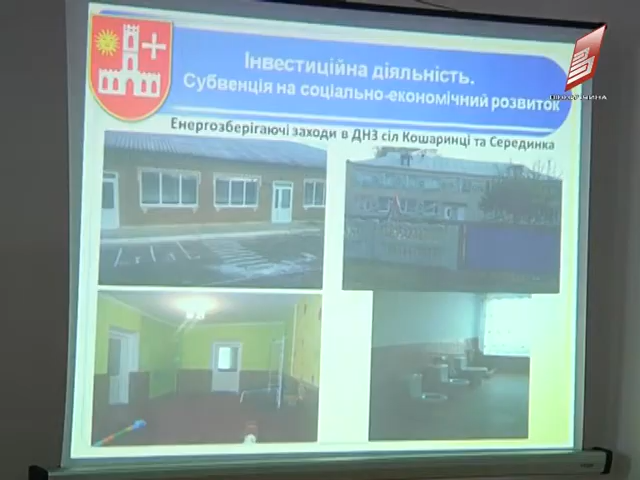 Інвестиційна діяльність.
Субвенція на соціально-економічний розвиток
Енергозберігаючі заходи в ДНЗ сіл Кошаринці та Серединка